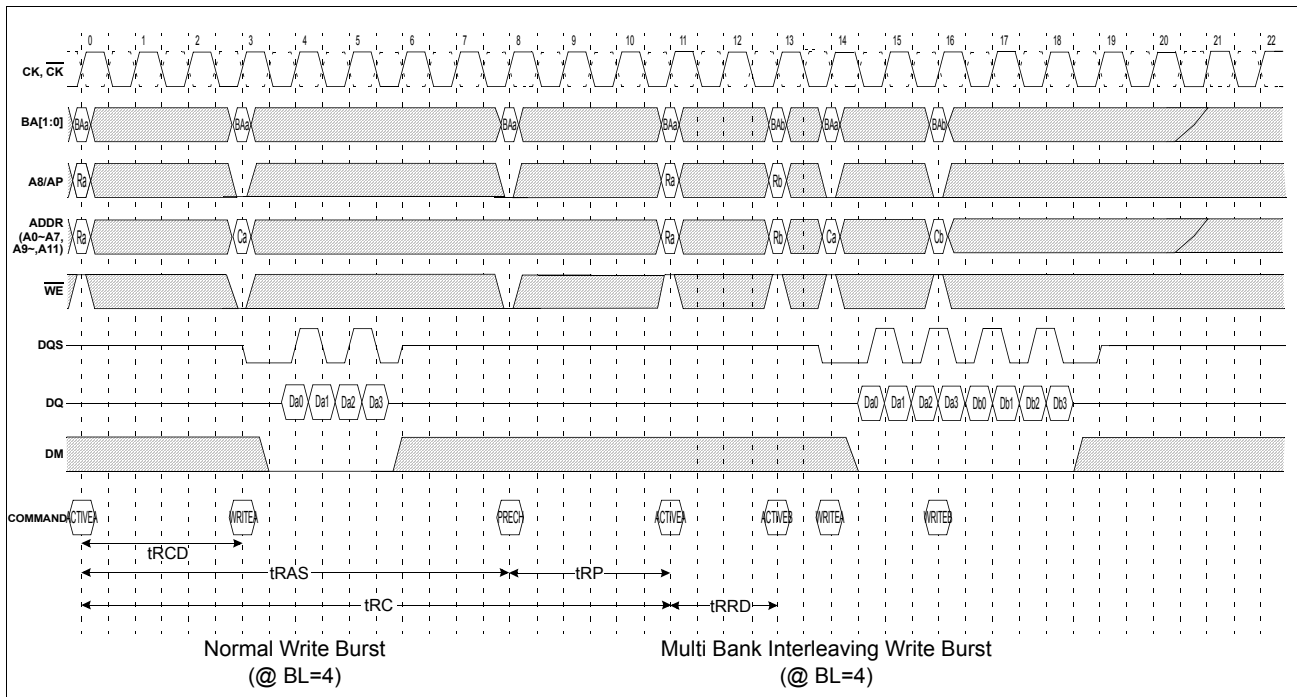 0 1 2 3 4 5 6 7 8 9 10 11 12 13 14 15 16 17 18 19 20 21 22
CK, CK
BA[1:0] BAa BAa BAa BAa BAb BAa BAb
A8/AP Ra Ra Rb
ADDR
(A0~A7,
A9~,A11)
Ra Ca Ra Rb Ca Cb
WE
DQS
DQ Da0 Da1 Da2 Da3 Da0 Da1 Da2 Da3 Db0 Db1 Db2 Db3
DM
COMMAND ACTIVEA WRITEA PRECH ACTIVEA ACTIVEB WRITEA WRITEB
tRCD
tRAS tRP
tRC tRRD
Normal Write Burst Multi Bank Interleaving Write Burst
(@ BL=4) (@ BL=4)